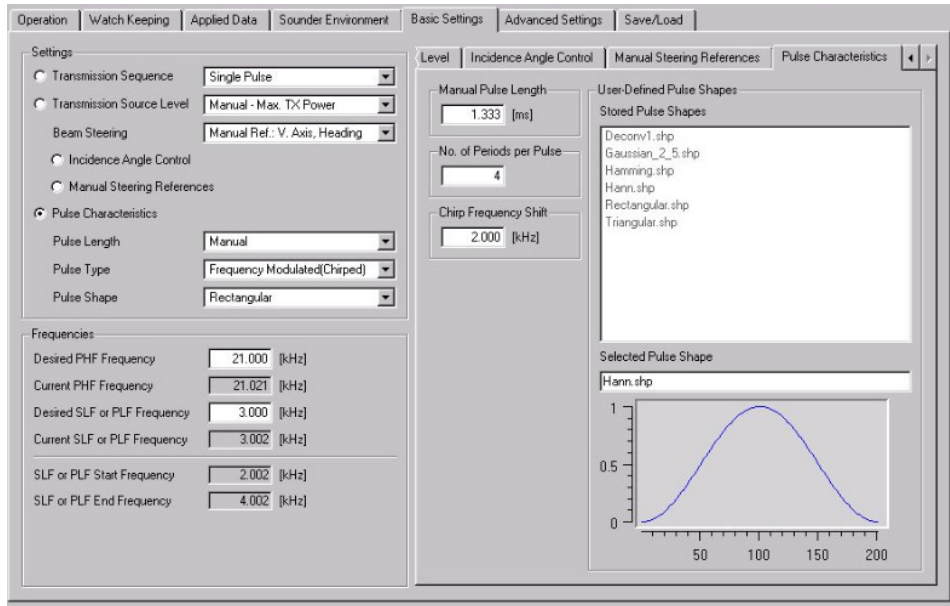 Operation Watch Keeping Applied Data Sounder Environment Basic Settings Advanced Settings Save/Load
Settings
Transmission Sequence Single Pulse
Transmission Source Level Manual - Max. TX Power
Beam Steering Manual Ref.: V. Axis, Heading
Incidence Angle Control
Manual Steering References
Pulse Characteristics
Pulse Length Manual
Pulse Type Frequency Modulated(Chirped)
Pulse Shape Rectangular
Frequencies
Desired PHF Frequency 21.000 [kHz]
Current PHF Frequency 21.021 [kHz]
Desired SLF or PLF Frequency 3.000 [kHz]
Current SLF or PLF Frequency 3.002 [kHz]
SLF or PLF Start Frequency 2.002 [kHz]
SLF or PLF End Frequency 4.002 [kHz]
Level Incidence Angle Control Manual Steering References Pulse Characteristics
Manual Pulse Length
1.333 [ms]
No. of Periods per Pulse
4
Chirp Frequency Shift
2.000 [kHz]
User-Defined Pulse Shapes
Stored Pulse Shapes
Deconv1.shp
Gaussian_2_5.shp
Hamming.shp
Hann.shp
Rectangular.shp
Triangular.shp
Selected Pulse Shape
Hann.shp
1
0.5
0
50 100 150 200